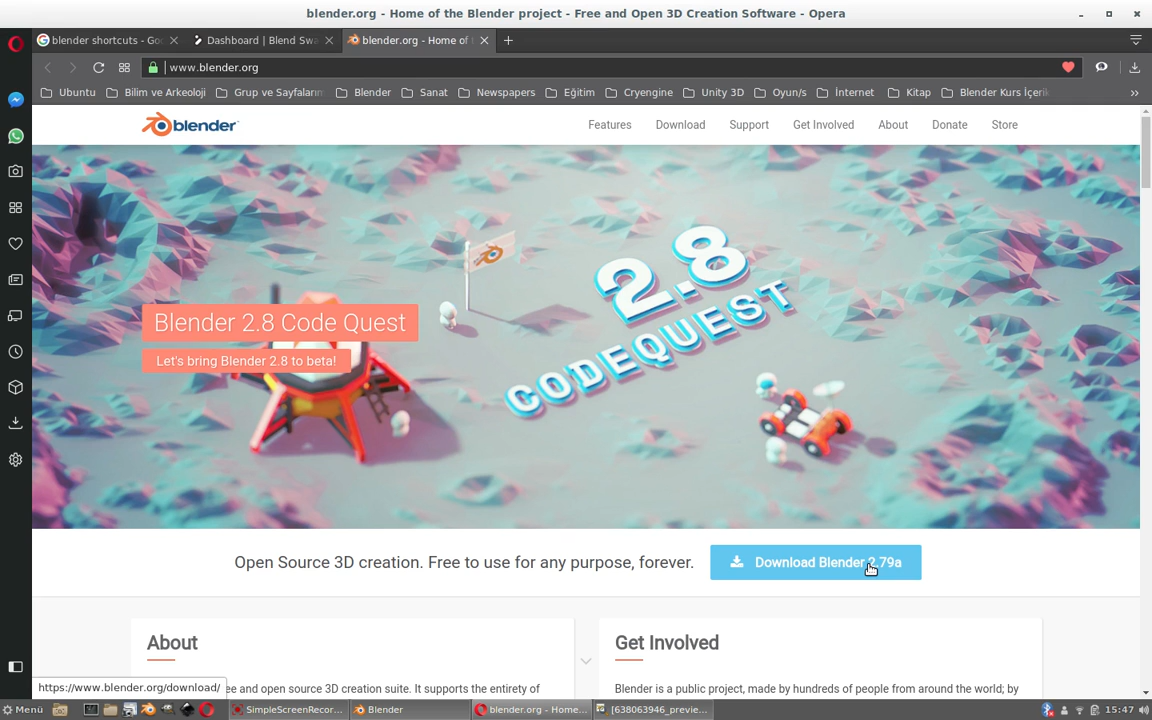 blender.org - Home of the Blender project - Free and Open 3D Creation Software - Opera
blender shortcuts - Go
Dashboard | Blend Sw
blender.org - Home of
www.blender.org
Ubuntu
Bilim ve Arkeoloji
Grup ve Sayfaların
Blender
Sanat
Newspapers
Eğitim
Cryengine
Unity 3D
Oyun/s
İnternet
Kitap
Blender Kurs İçerik
blender
Features
Download
Support
Get Involved
About
Donate
Store
2.8
CODEQUEST
Blender 2.8 Code Quest
Let's bring Blender 2.8 to beta!
Open Source 3D creation. Free to use for any purpose, forever.
Download Blender 2.79a
About
Get Involved
ee and open source 3D creation suite. It supports the entirety of
Blender is a public project, made by hundreds of people from around the world; by
https://www.blender.org/download/
Menü
SimpleScreenRecor...
Blender
blender.org - Home...
[638063946_previe...
15:47